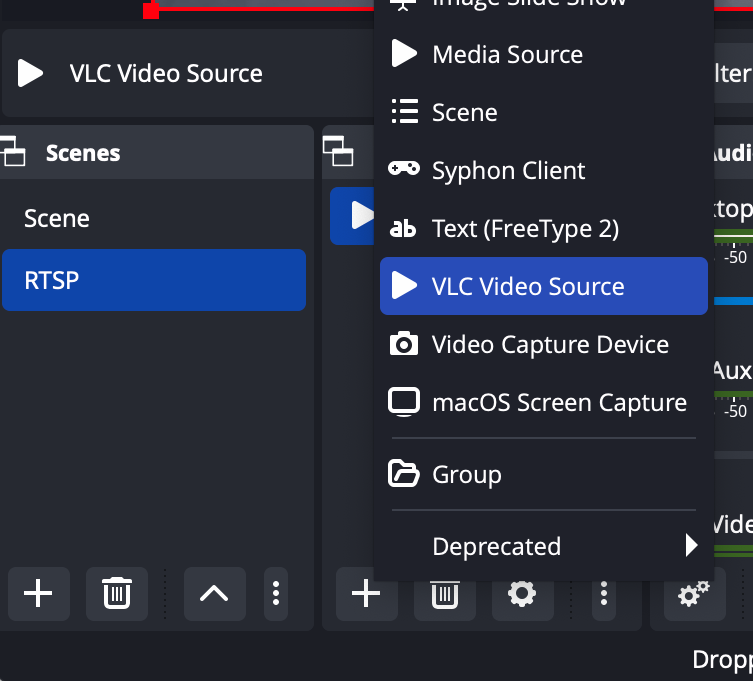 Image Slide Show
VLC Video Source
Media Source
lter
Scenes
Scene
Audi
Scene
Syphon Client
ktop
RTSP
Text (FreeType 2)
-50
VLC Video Source
Video Capture Device
Aux
macOS Screen Capture
-50
Group
Vide
Deprecated
Dropp